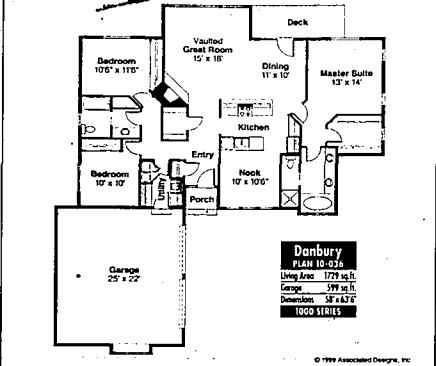 Deck
Vaulted
Great Room
15' x 18'
Bedroom
10'6" x 11'6"
Dining
11' x 10'
Master Suite
13' x 14'
Kitchen
Entry
Nook
10' x 10'6"
Bedroom
10' x 10'
Utility
Porch
Garage
25' x 22'
Danbury
PLAN 10-036
Living Area 1729 sq.ft.
Garage 599 sq.ft.
Dimensions 58' x 63'6"
1000 SERIES
© 1999 Associated Designs, Inc